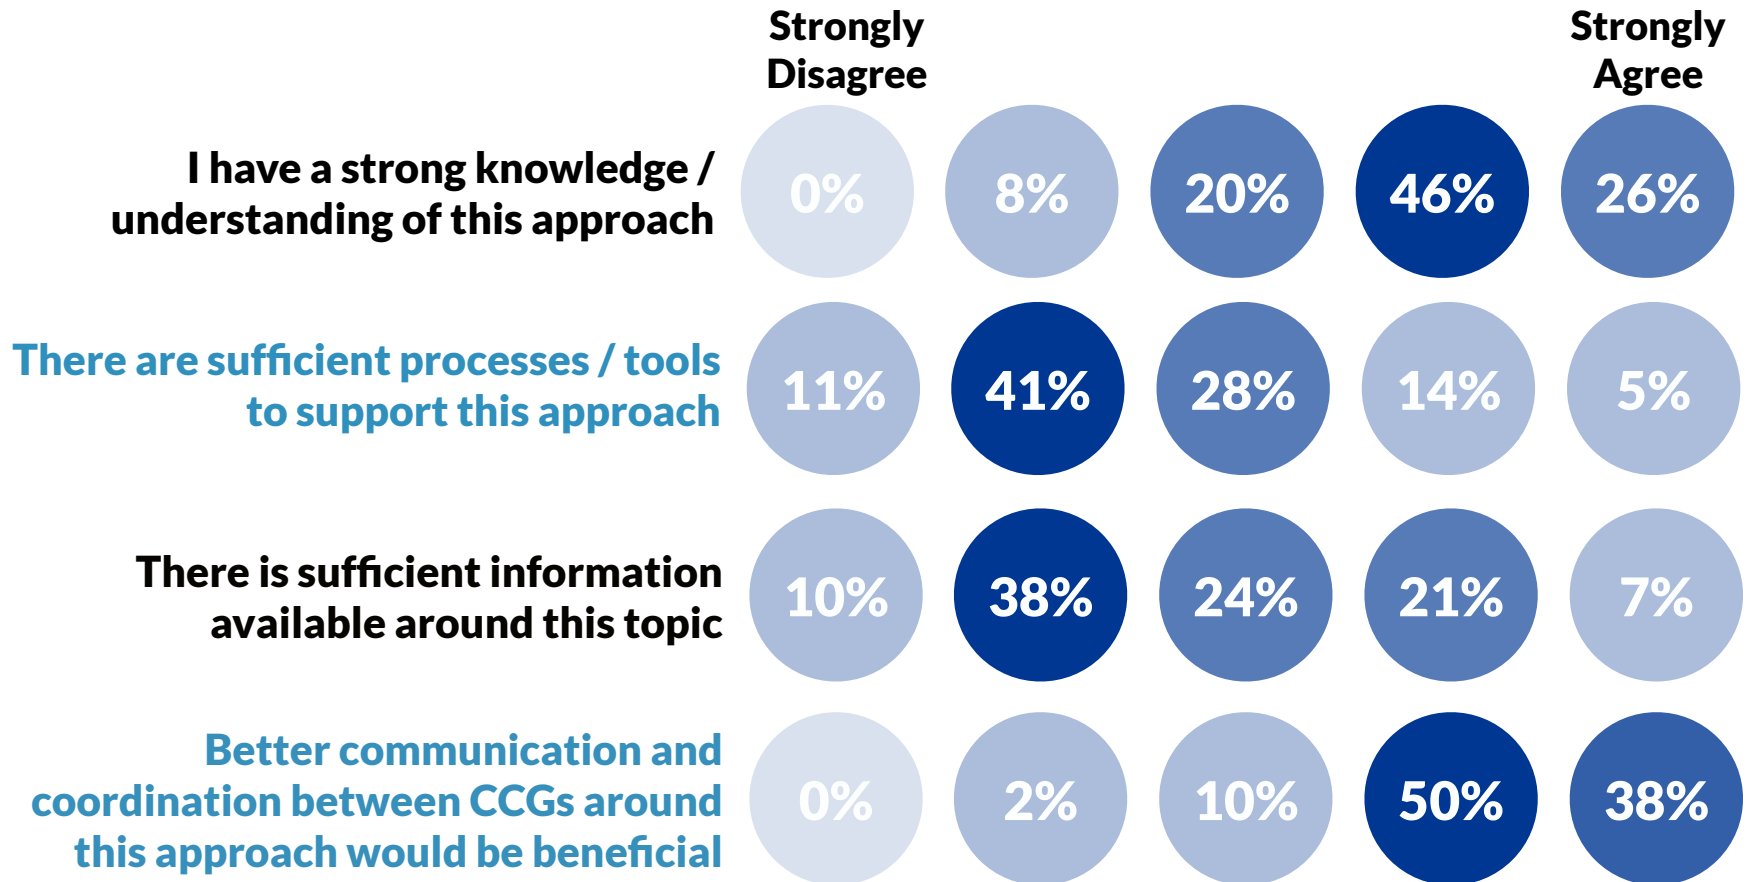 Strongly
Disagree
Strongly
Agree
I have a strong knowledge /
understanding of this approach
0% 8% 20% 46% 26%
There are sufficient processes / tools
to support this approach
11% 41% 28% 14% 5%
There is sufficient information
available around this topic
10% 38% 24% 21% 7%
Better communication and
coordination between CCGs around
this approach would be beneficial
0% 2% 10% 50% 38%